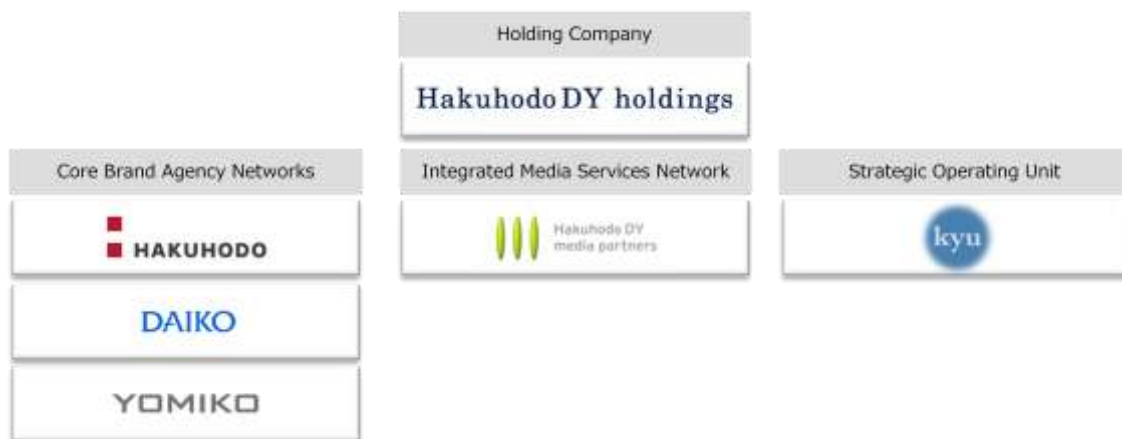 Holding Company
Hakuhodo DY holdings
Core Brand Agency Networks
Integrated Media Services Network
Strategic Operating Unit
HAKUHODO
Hakuhodo DY
media partners
kyu
DAIKO
YOMIKO